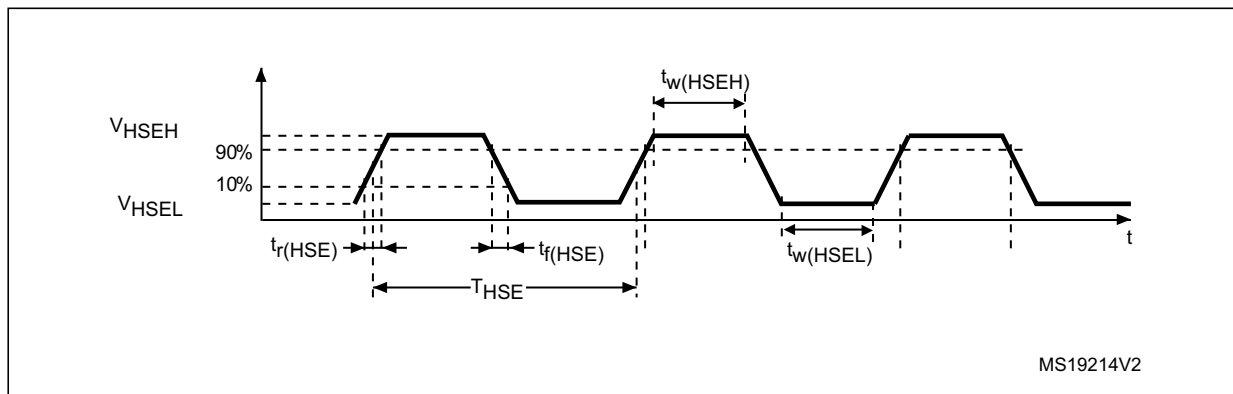 tw(HSEH)
VHSEH
90%
10%
VHSEL
tr(HSE)
tf(HSE)
tw(HSEL)
t
THSE
MS19214V2